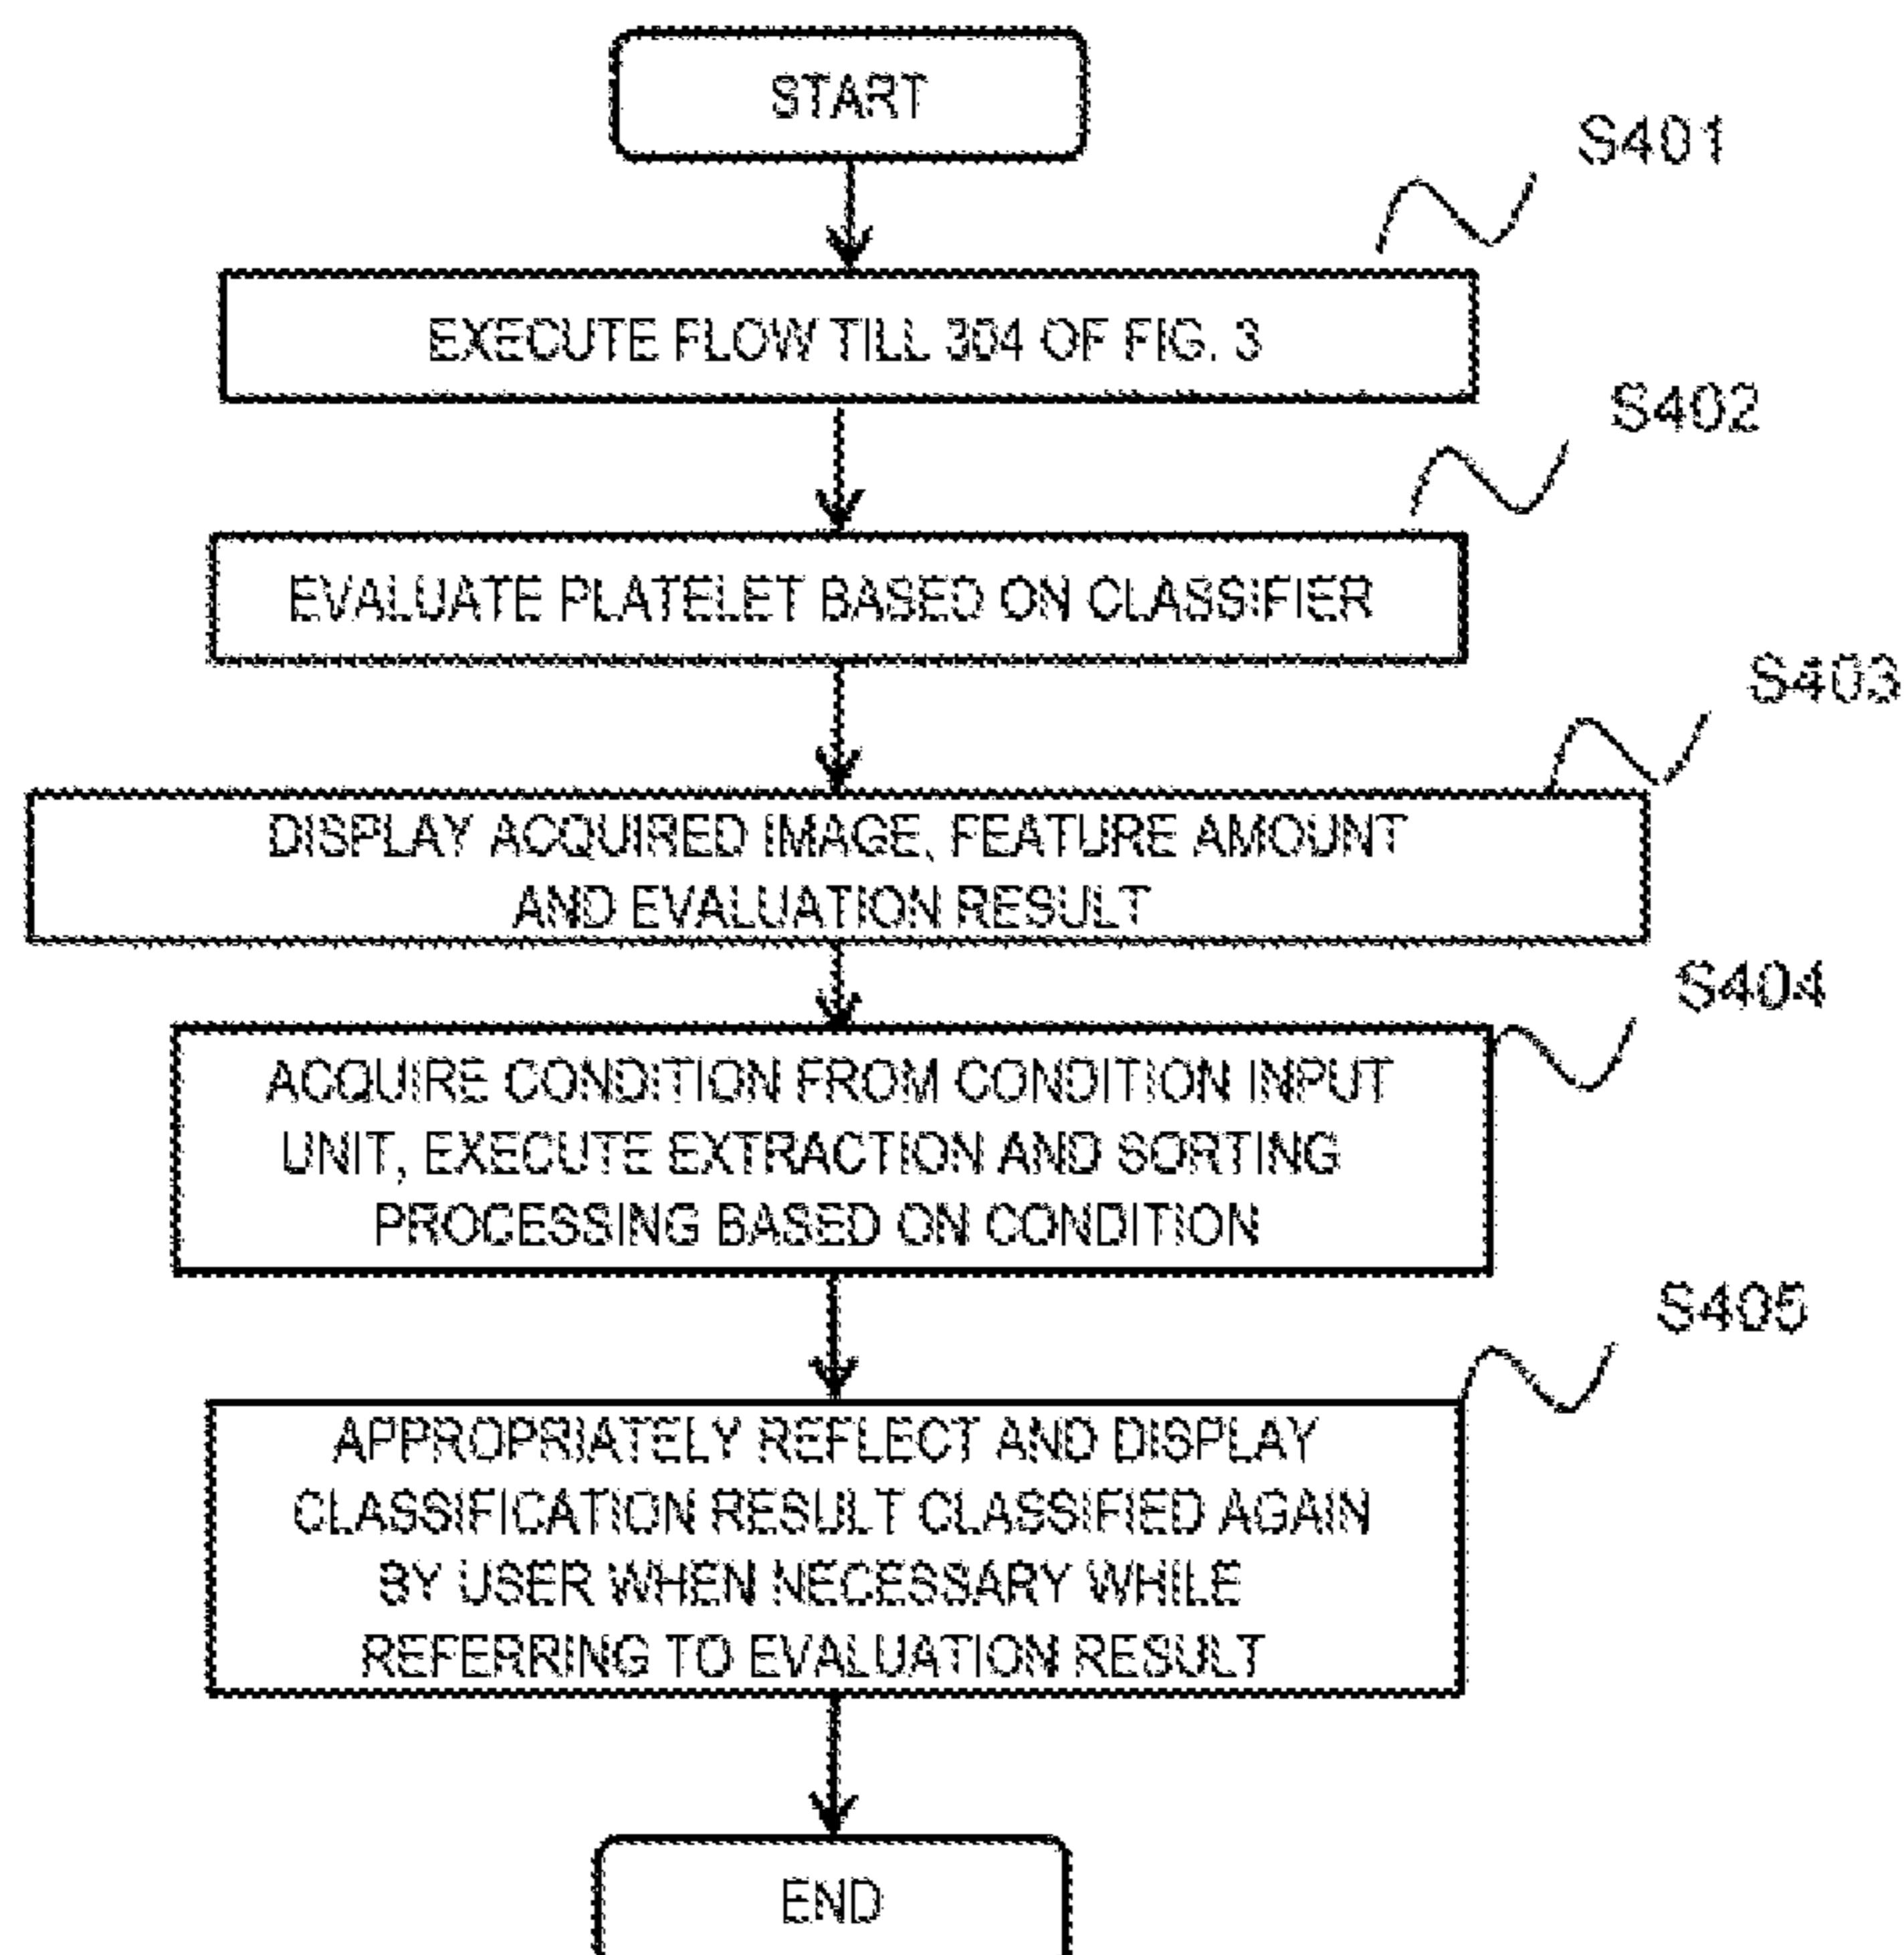 START
S401
EXECUTE FLOW TILL 304 OF FIG. 3
S402
EVALUATE PLATELET BASED ON CLASSIFIER
S403
DISPLAY ACQUIRED IMAGE, FEATURE AMOUNT
AND EVALUATION RESULT
S404
ACQUIRE CONDITION FROM CONDITION INPUT
UNIT, EXECUTE EXTRACTION AND SORTING
PROCESSING BASED ON CONDITION
S405
APPROPRIATELY REFLECT AND DISPLAY
CLASSIFICATION RESULT CLASSIFIED AGAIN
BY USER WHEN NECESSARY WHILE
REFERRING TO EVALUATION RESULT
END